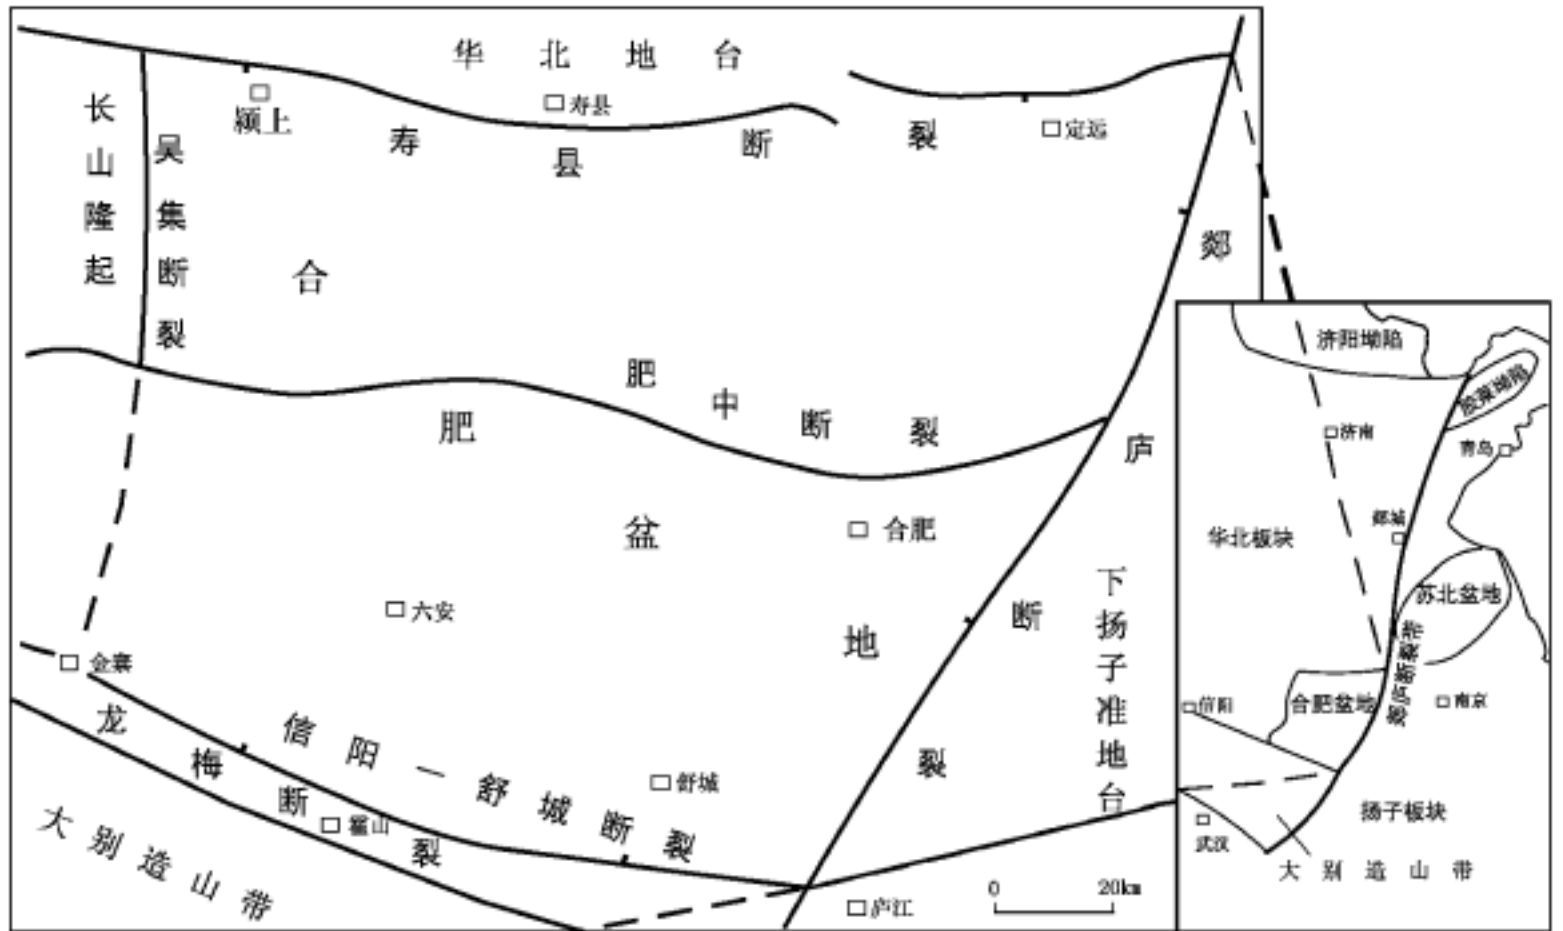 华北地台
颍上
寿县
定远
寿县断裂
长山隆起
吴集断裂
郯庐断裂
合肥盆地
肥中断裂
合肥
六安
金寨
下扬子准地台
龙梅断裂
信阳—舒城断裂
舒城
霍山
大别造山带
庐江
0 20km
济阳坳陷
胶莱坳陷
济南
青岛
郯城
华北板块
苏北盆地
郯庐断裂带
信阳
合肥盆地
南京
扬子板块
武汉
大别造山带